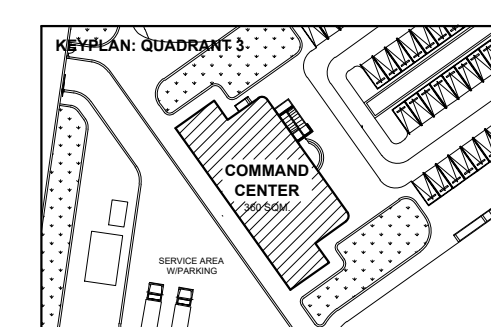 KEYPLAN: QUADRANT 3
COMMAND
CENTER
360 SQM.
SERVICE AREA
W/PARKING